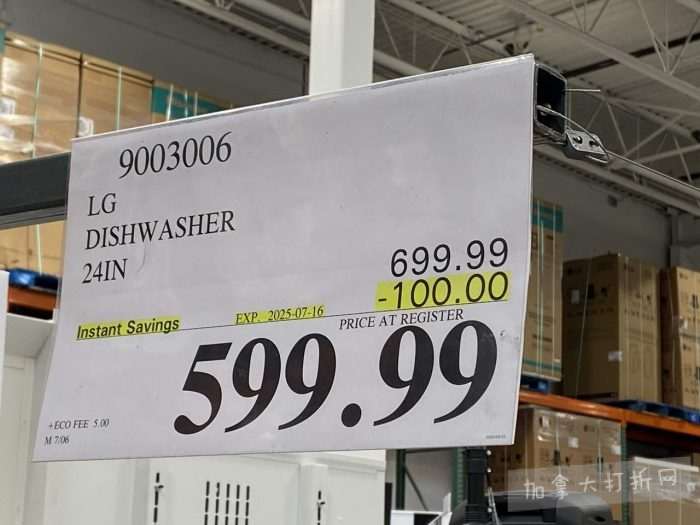 9003006
LG
DISHWASHER
24IN
699.99
-100.00
Instant Savings
EXP. 2025-07-16
PRICE AT REGISTER
599.99
+ECO FEE 5.00
M 7/06
加拿大打折网